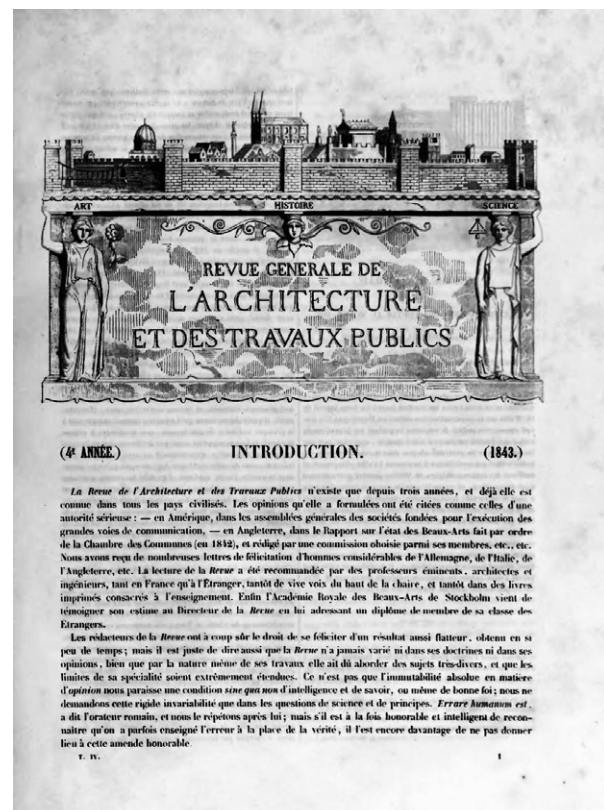 ART HISTOIRE SCIENCE
REVUE GENERALE DE
L'ARCHITECTURE
ET DES TRAVAUX PUBLICS
(4e ANNÉE.) INTRODUCTION. (1843.)
La Revue de l'Architecture et des Travaux Publics n'existe que depuis trois années, et déjà elle est
connue dans tous les pays civilisés. Les opinions qu'elle a formulées ont été citées comme celles d'une
autorité sérieuse : — en Amérique, dans les assemblées générales des sociétés fondées pour l'exécution des
grandes voies de communication, — en Angleterre, dans le Rapport sur l'état des Beaux-Arts fait par ordre
de la Chambre des Communes (en 1842), et rédigé par une commission choisie parmi ses membres, etc., etc.
Nous avons reçu de nombreuses lettres de félicitation d'hommes considérables de l'Allemagne, de l'Italie, de
l'Angleterre, etc. La lecture de la Revue a été recommandée par des professeurs éminents, architectes et
ingénieurs, tant en France qu'à l'Étranger, tantôt de vive voix du haut de la chaire, et tantôt dans des livres
imprimés consacrés à l'enseignement. Enfin l'Académie Royale des Beaux-Arts de Stockholm vient de
témoigner son estime au Directeur de la Revue en lui adressant un diplôme de membre de sa classe des
Étrangers.
Les rédacteurs de la Revue ont à coup sûr le droit de se féliciter d'un résultat aussi flatteur, obtenu en si
peu de temps; mais il est juste de dire aussi que la Revue n'a jamais varié ni dans ses doctrines ni dans ses
opinions, bien que par la nature même de ses travaux elle ait dû aborder des sujets très-divers, et que les
limites de sa spécialité soient extrêmement étendues. Ce n'est pas que l'immutabilité absolue en matière
d'opinion nous paraisse une condition sine qua non d'intelligence et de savoir, ou même de bonne foi; nous ne
demandons cette rigide invariabilité que dans les questions de science et de principes. Errare humanum est,
a dit l'orateur romain, et nous le répétons après lui; mais s'il est à la fois honorable et intelligent de recon-
naître qu'on a parfois enseigné l'erreur à la place de la vérité, il l'est encore davantage de ne pas donner
lieu à cette amende honorable.
T. IV. 1